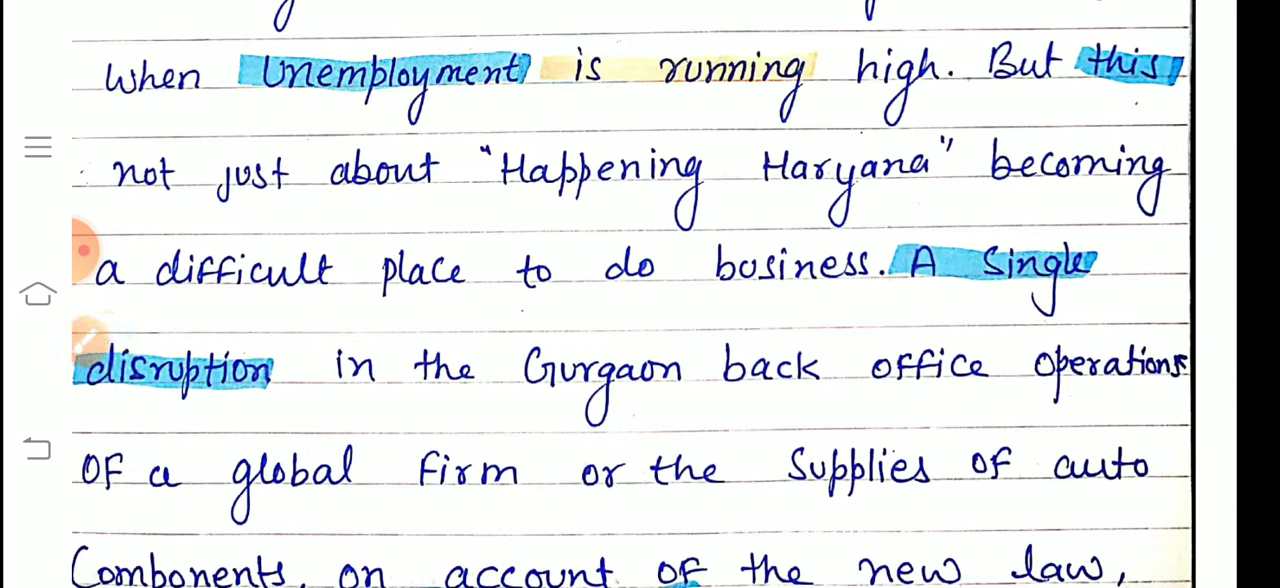 when Unemployment is running high. But this,
not just about "Happening Haryana" becoming
a difficult place to do business. A Single
disruption in the Gurgaon back office operations
of a global firm or the Supplies of auto
Components, on account of the new law,